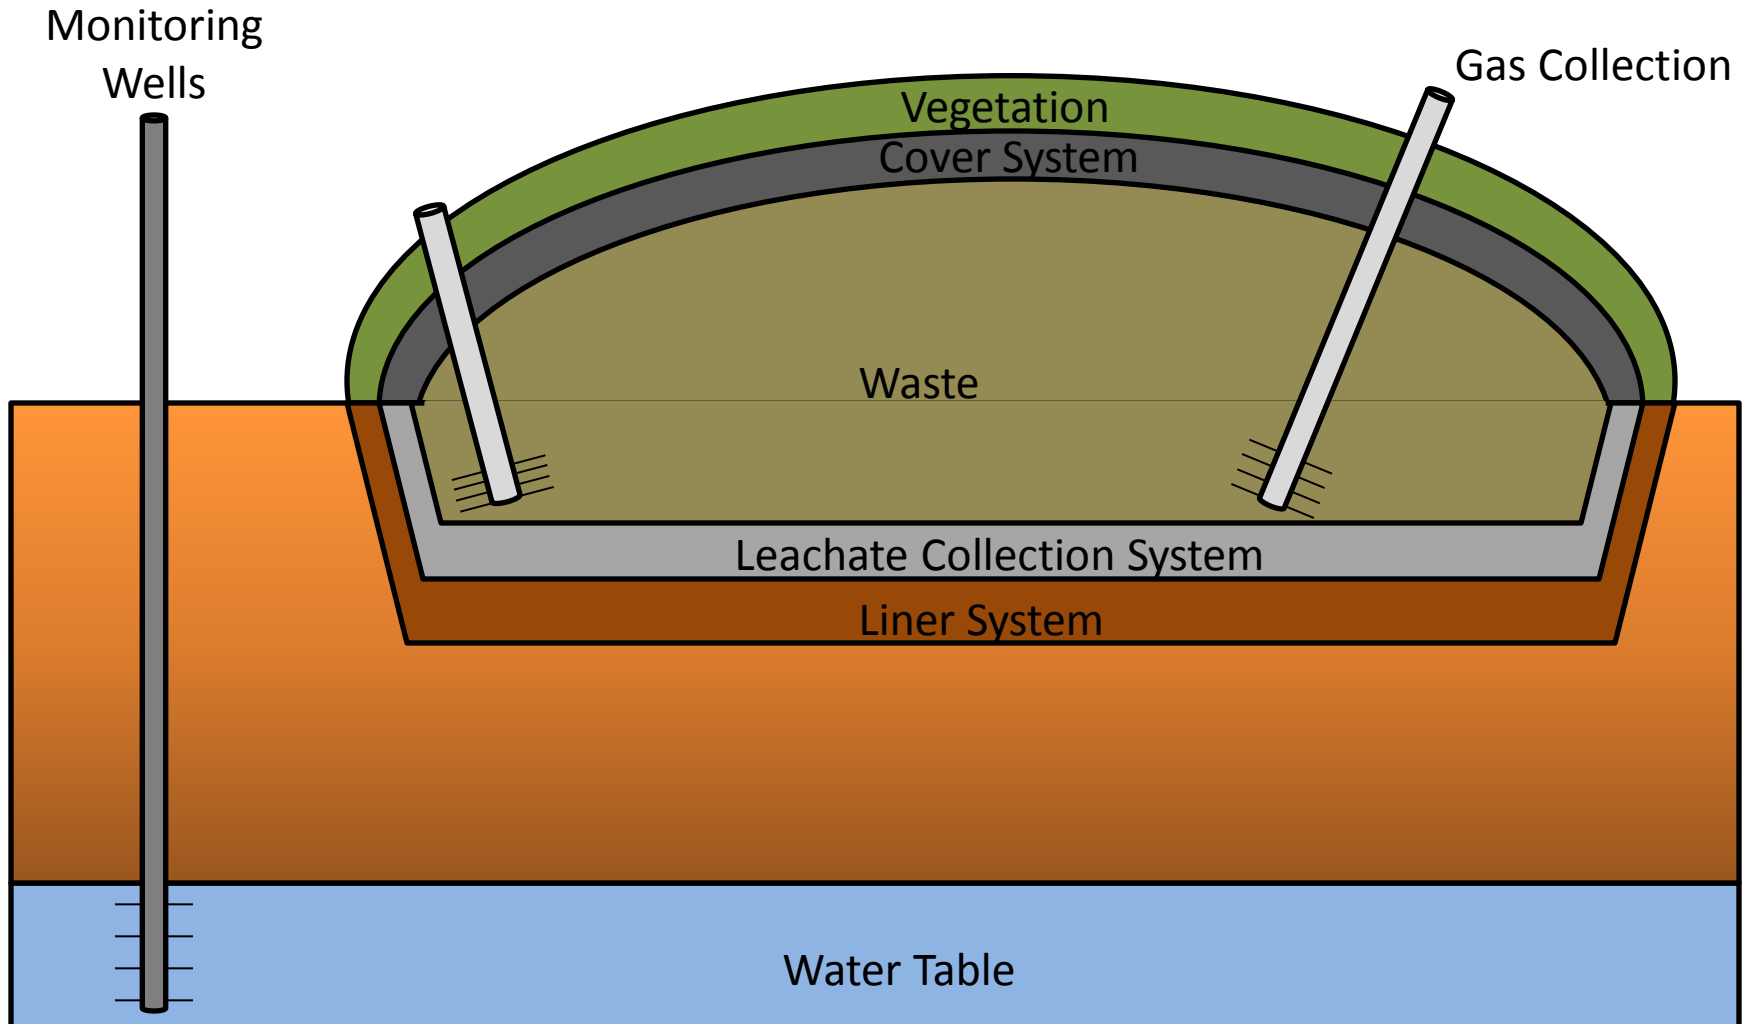 Monitoring
Wells
Gas Collection
Vegetation
Cover System
Waste
Leachate Collection System
Liner System
Water Table